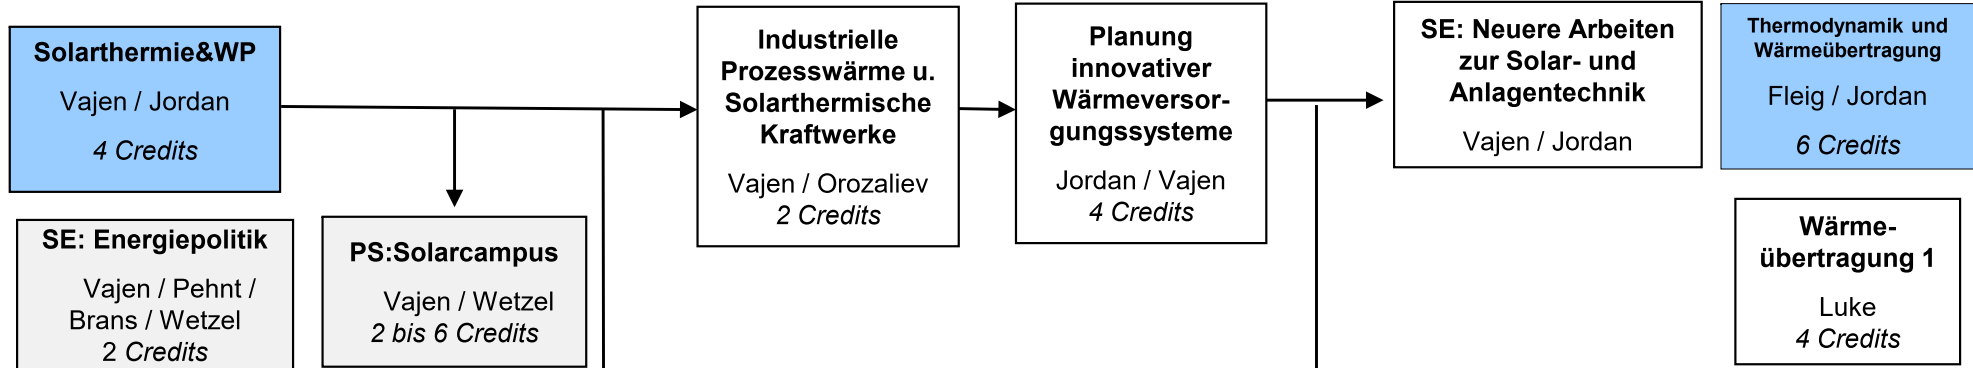 Solarthermie&WP
Vajen / Jordan
4 Credits
SE: Energiepolitik
Vajen / Pehnt /
Brans / Wetzel
2 Credits
PS:Solarcampus
Vajen / Wetzel
2 bis 6 Credits
Industrielle
Prozesswärme u.
Solarthermische
Kraftwerke
Vajen / Orozaliev
2 Credits
Planung
innovativer
Wärmeversor-
gungssysteme
Jordan / Vajen
4 Credits
SE: Neuere Arbeiten
zur Solar- und
Anlagentechnik
Vajen / Jordan
Thermodynamik und
Wärmeübertragung
Fleig / Jordan
6 Credits
Wärme-
übertragung 1
Luke
4 Credits